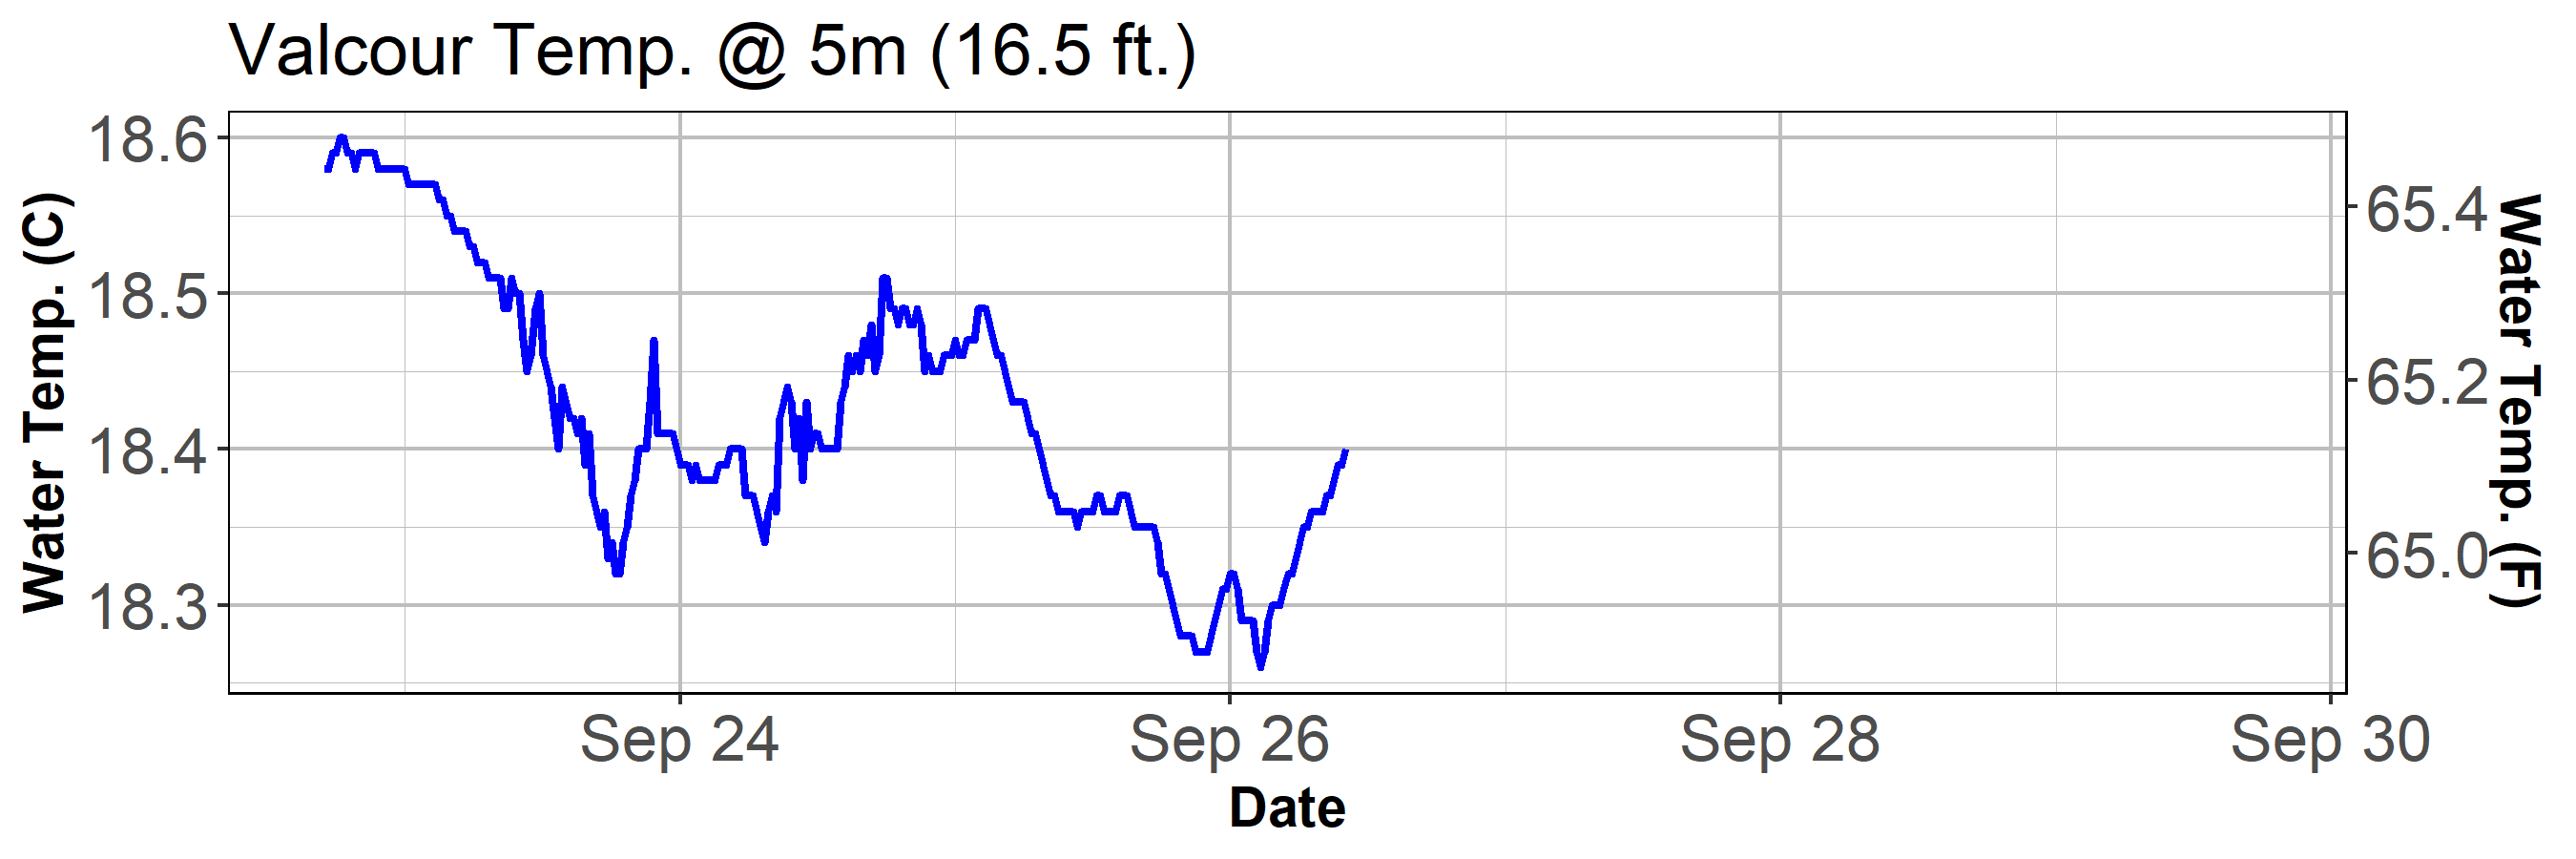 Valcour Temp. @ 5m (16.5 ft.)
Water Temp. (C)
18.6
18.5
18.4
18.3
65.4
65.2
65.0
Water Temp. (F)
Sep 24 Sep 26 Sep 28 Sep 30
Date